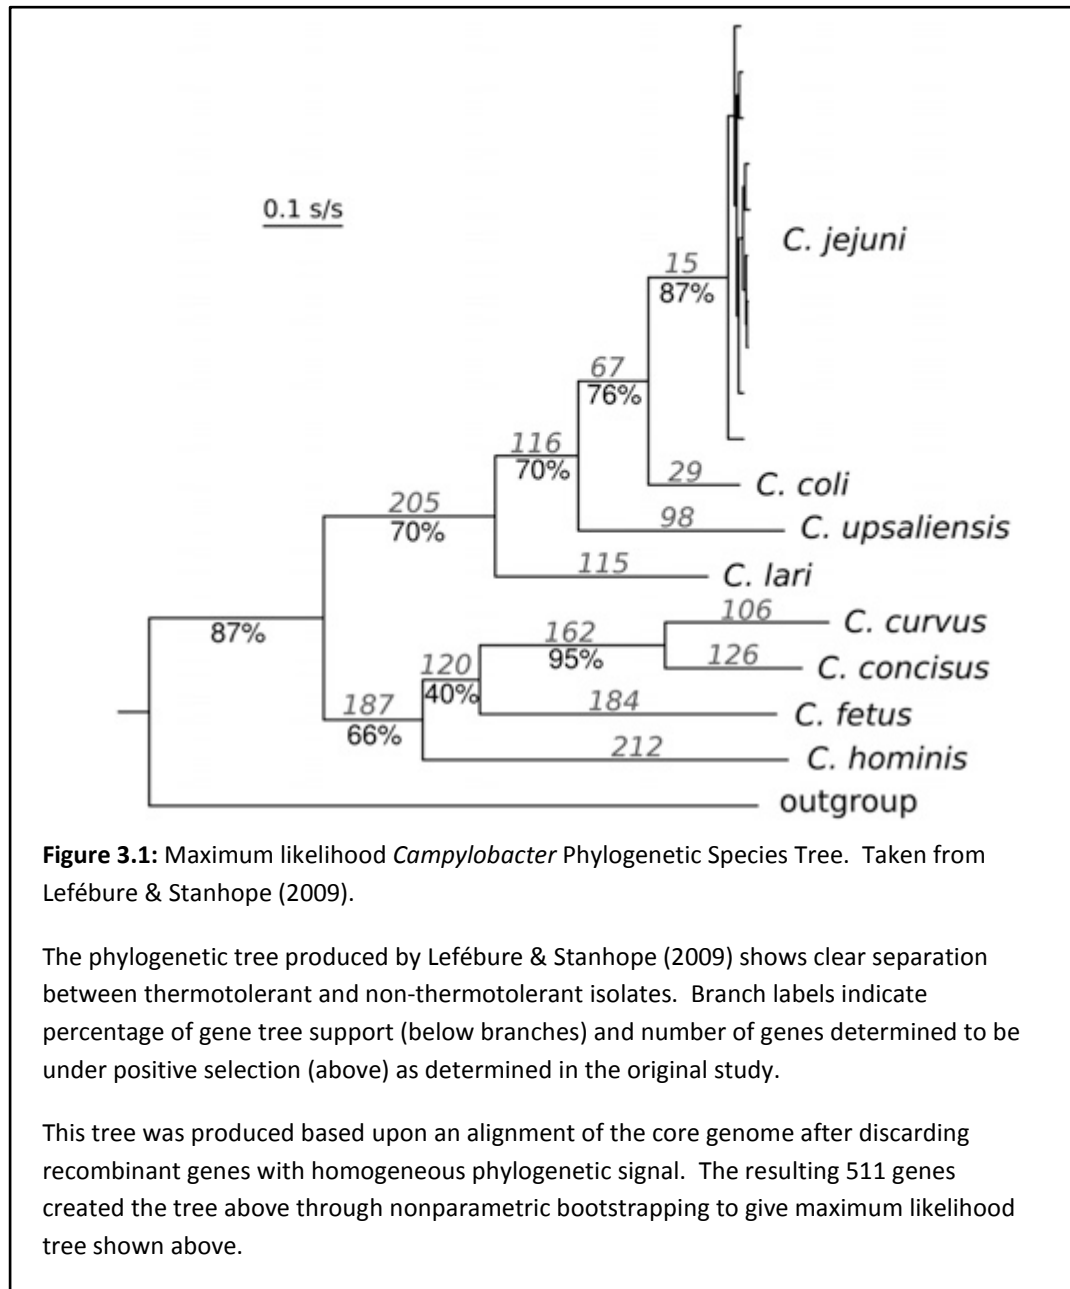 0.1 s/s
15
87%
C. jejuni
67
76%
116
70%
29
C. coli
205
70%
98
C. upsaliensis
115
C. lari
87%
106
C. curvus
162
95%
126
C. concisus
120
40%
187
66%
184
C. fetus
212
C. hominis
outgroup
Figure 3.1: Maximum likelihood Campylobacter Phylogenetic Species Tree. Taken from
Lefébure & Stanhope (2009).
The phylogenetic tree produced by Lefébure & Stanhope (2009) shows clear separation
between thermotolerant and non-thermotolerant isolates. Branch labels indicate
percentage of gene tree support (below branches) and number of genes determined to be
under positive selection (above) as determined in the original study.
This tree was produced based upon an alignment of the core genome after discarding
recombinant genes with homogeneous phylogenetic signal. The resulting 511 genes
created the tree above through nonparametric bootstrapping to give maximum likelihood
tree shown above.